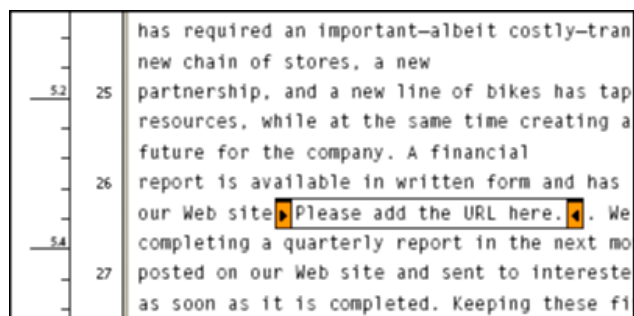 has required an important—albeit costly—tran
new chain of stores, a new
5.2 25 partnership, and a new line of bikes has tap
resources, while at the same time creating a
future for the company. A financial
26 report is available in written form and has
our Web site Please add the URL here. . We
5.4 completing a quarterly report in the next mo
27 posted on our Web site and sent to intereste
as soon as it is completed. Keeping these fi